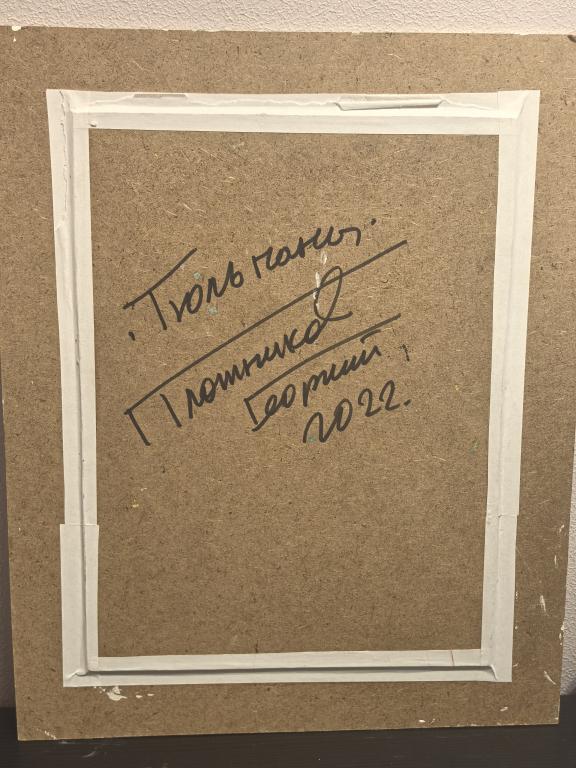 "Тюльпаны."
Плотников
Георгий,
2022.